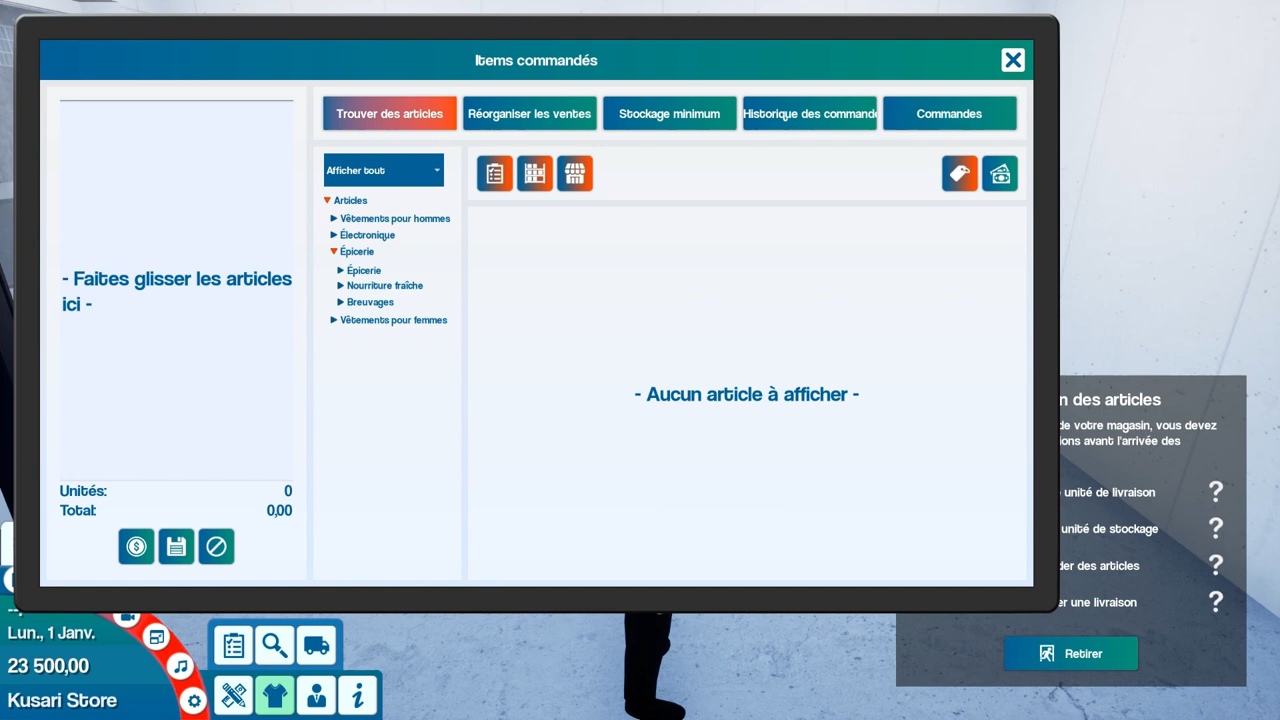 Items commandés
Trouver des articles
Réorganiser les ventes
Stockage minimum
Historique des command
Commandes
Afficher tout
Articles
Vêtements pour hommes
Électronique
Épicerie
Épicerie
Nourriture fraîche
Breuvages
Vêtements pour femmes
- Faites glisser les articles
ici -
- Aucun article à afficher -
Unités: 0
Total: 0,00
n des articles
de votre magasin, vous devez
ions avant l'arrivée des
unité de livraison ?
unité de stockage ?
der des articles ?
er une livraison ?
Retirer
Lun., 1 Janv.
23 500,00
Kusari Store